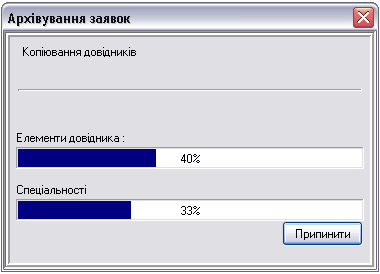 Архівування заявок
Копіювання довідників
Елементи довідника :
40%
Спеціальності
33%
Припинити